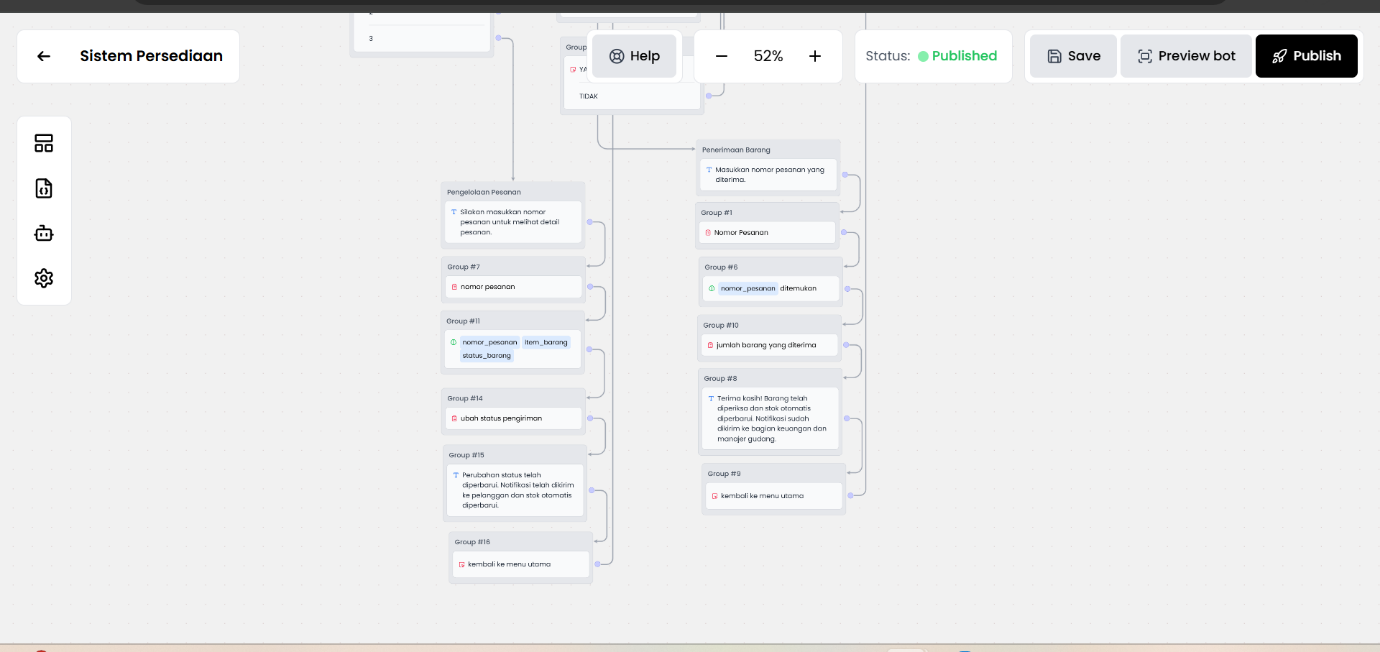 Sistem Persediaan
Help
52%
Status: Published
Save
Preview bot
Publish
3
Group
YA
TIDAK
Pengelolaan Pesanan
Silakan masukkan nomor
pesanan untuk melihat detail
pesanan.
Group #7
nomor pesanan
Group #11
nomor_pesanan item_barang
status_barang
Group #14
ubah status pengiriman
Group #15
Perubahan status telah
diperbarui. Notifikasi telah dikirim
ke pelanggan dan stok otomatis
diperbarui.
Group #16
kembali ke menu utama
Penerimaan Barang
Masukkan nomor pesanan yang
diterima.
Group #1
Nomor Pesanan
Group #6
nomor_pesanan ditemukan
Group #10
jumlah barang yang diterima
Group #8
Terima kasih! Barang telah
diperiksa dan stok otomatis
diperbarui. Notifikasi sudah
dikirim ke bagian keuangan dan
manajer gudang.
Group #9
kembali ke menu utama